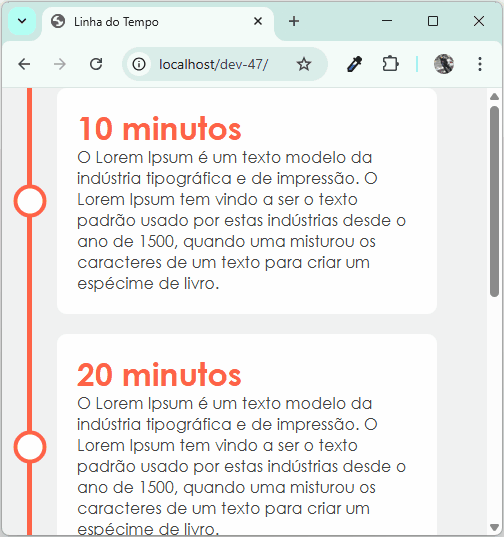 Linha do Tempo
localhost/dev-47/
10 minutos
O Lorem Ipsum é um texto modelo da
indústria tipográfica e de impressão. O
Lorem Ipsum tem vindo a ser o texto
padrão usado por estas indústrias desde o
ano de 1500, quando uma misturou os
caracteres de um texto para criar um
espécime de livro.
20 minutos
O Lorem Ipsum é um texto modelo da
indústria tipográfica e de impressão. O
Lorem Ipsum tem vindo a ser o texto
padrão usado por estas indústrias desde o
ano de 1500, quando uma misturou os
caracteres de um texto para criar um
espécime de livro.